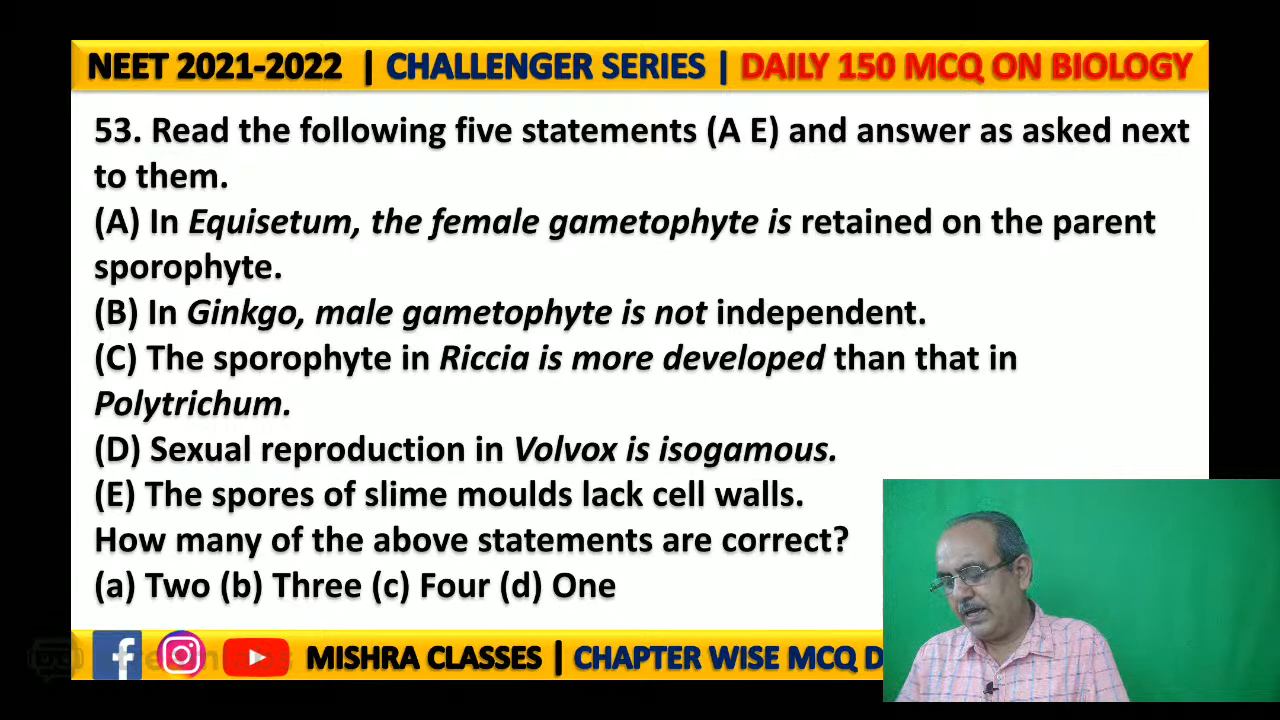 NEET 2021-2022 | CHALLENGER SERIES | DAILY 150 MCQ ON BIOLOGY
53. Read the following five statements (A E) and answer as asked next
to them.
(A) In Equisetum, the female gametophyte is retained on the parent
sporophyte.
(B) In Ginkgo, male gametophyte is not independent.
(C) The sporophyte in Riccia is more developed than that in
Polytrichum.
(D) Sexual reproduction in Volvox is isogamous.
(E) The spores of slime moulds lack cell walls.
How many of the above statements are correct?
(a) Two (b) Three (c) Four (d) One
MISHRA CLASSES | CHAPTER WISE MCQ D